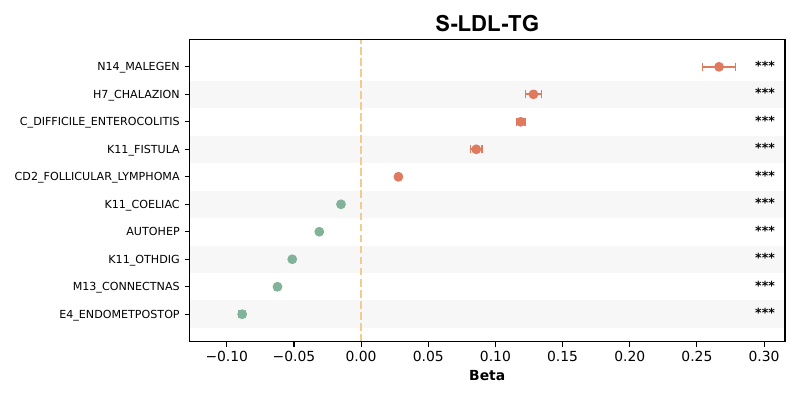 S-LDL-TG
N14_MALEGEN ***
H7_CHALAZION ***
C_DIFFICILE_ENTEROCOLITIS ***
K11_FISTULA ***
CD2_FOLLICULAR_LYMPHOMA ***
K11_COELIAC ***
AUTOHEP ***
K11_OTHDIG ***
M13_CONNECTNAS ***
E4_ENDOMETPOSTOP ***
−0.10 −0.05 0.00 0.05 0.10 0.15 0.20 0.25 0.30
Beta